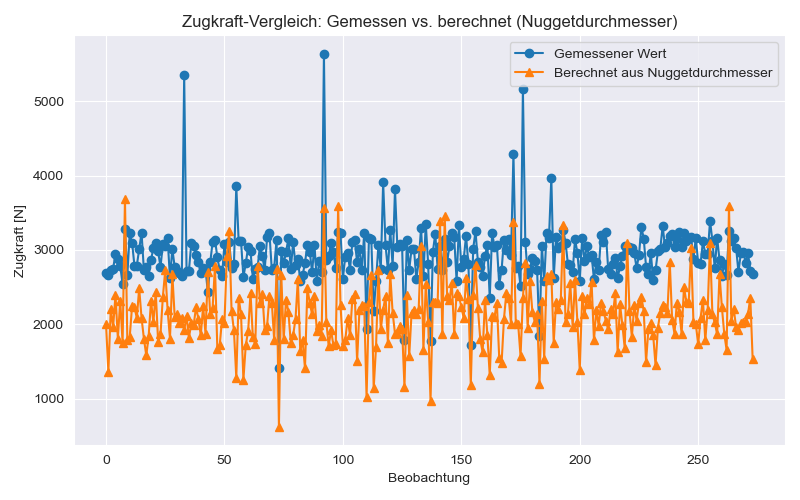 Zugkraft-Vergleich: Gemessen vs. berechnet (Nuggetdurchmesser)
Gemessener Wert
Berechnet aus Nuggetdurchmesser
Zugkraft [N]
5000
4000
3000
2000
1000
0
50
100
150
200
250
Beobachtung